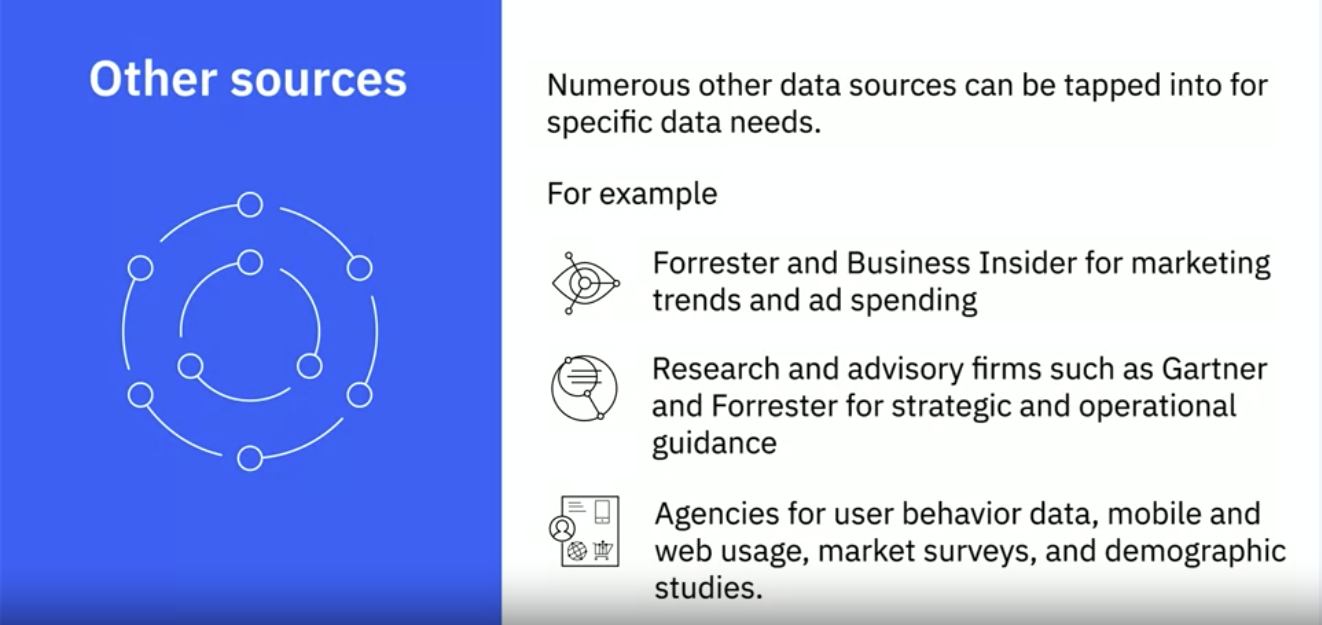 Other sources
Numerous other data sources can be tapped into for
specific data needs.
For example
Forrester and Business Insider for marketing
trends and ad spending
Research and advisory firms such as Gartner
and Forrester for strategic and operational
guidance
Agencies for user behavior data, mobile and
web usage, market surveys, and demographic
studies.